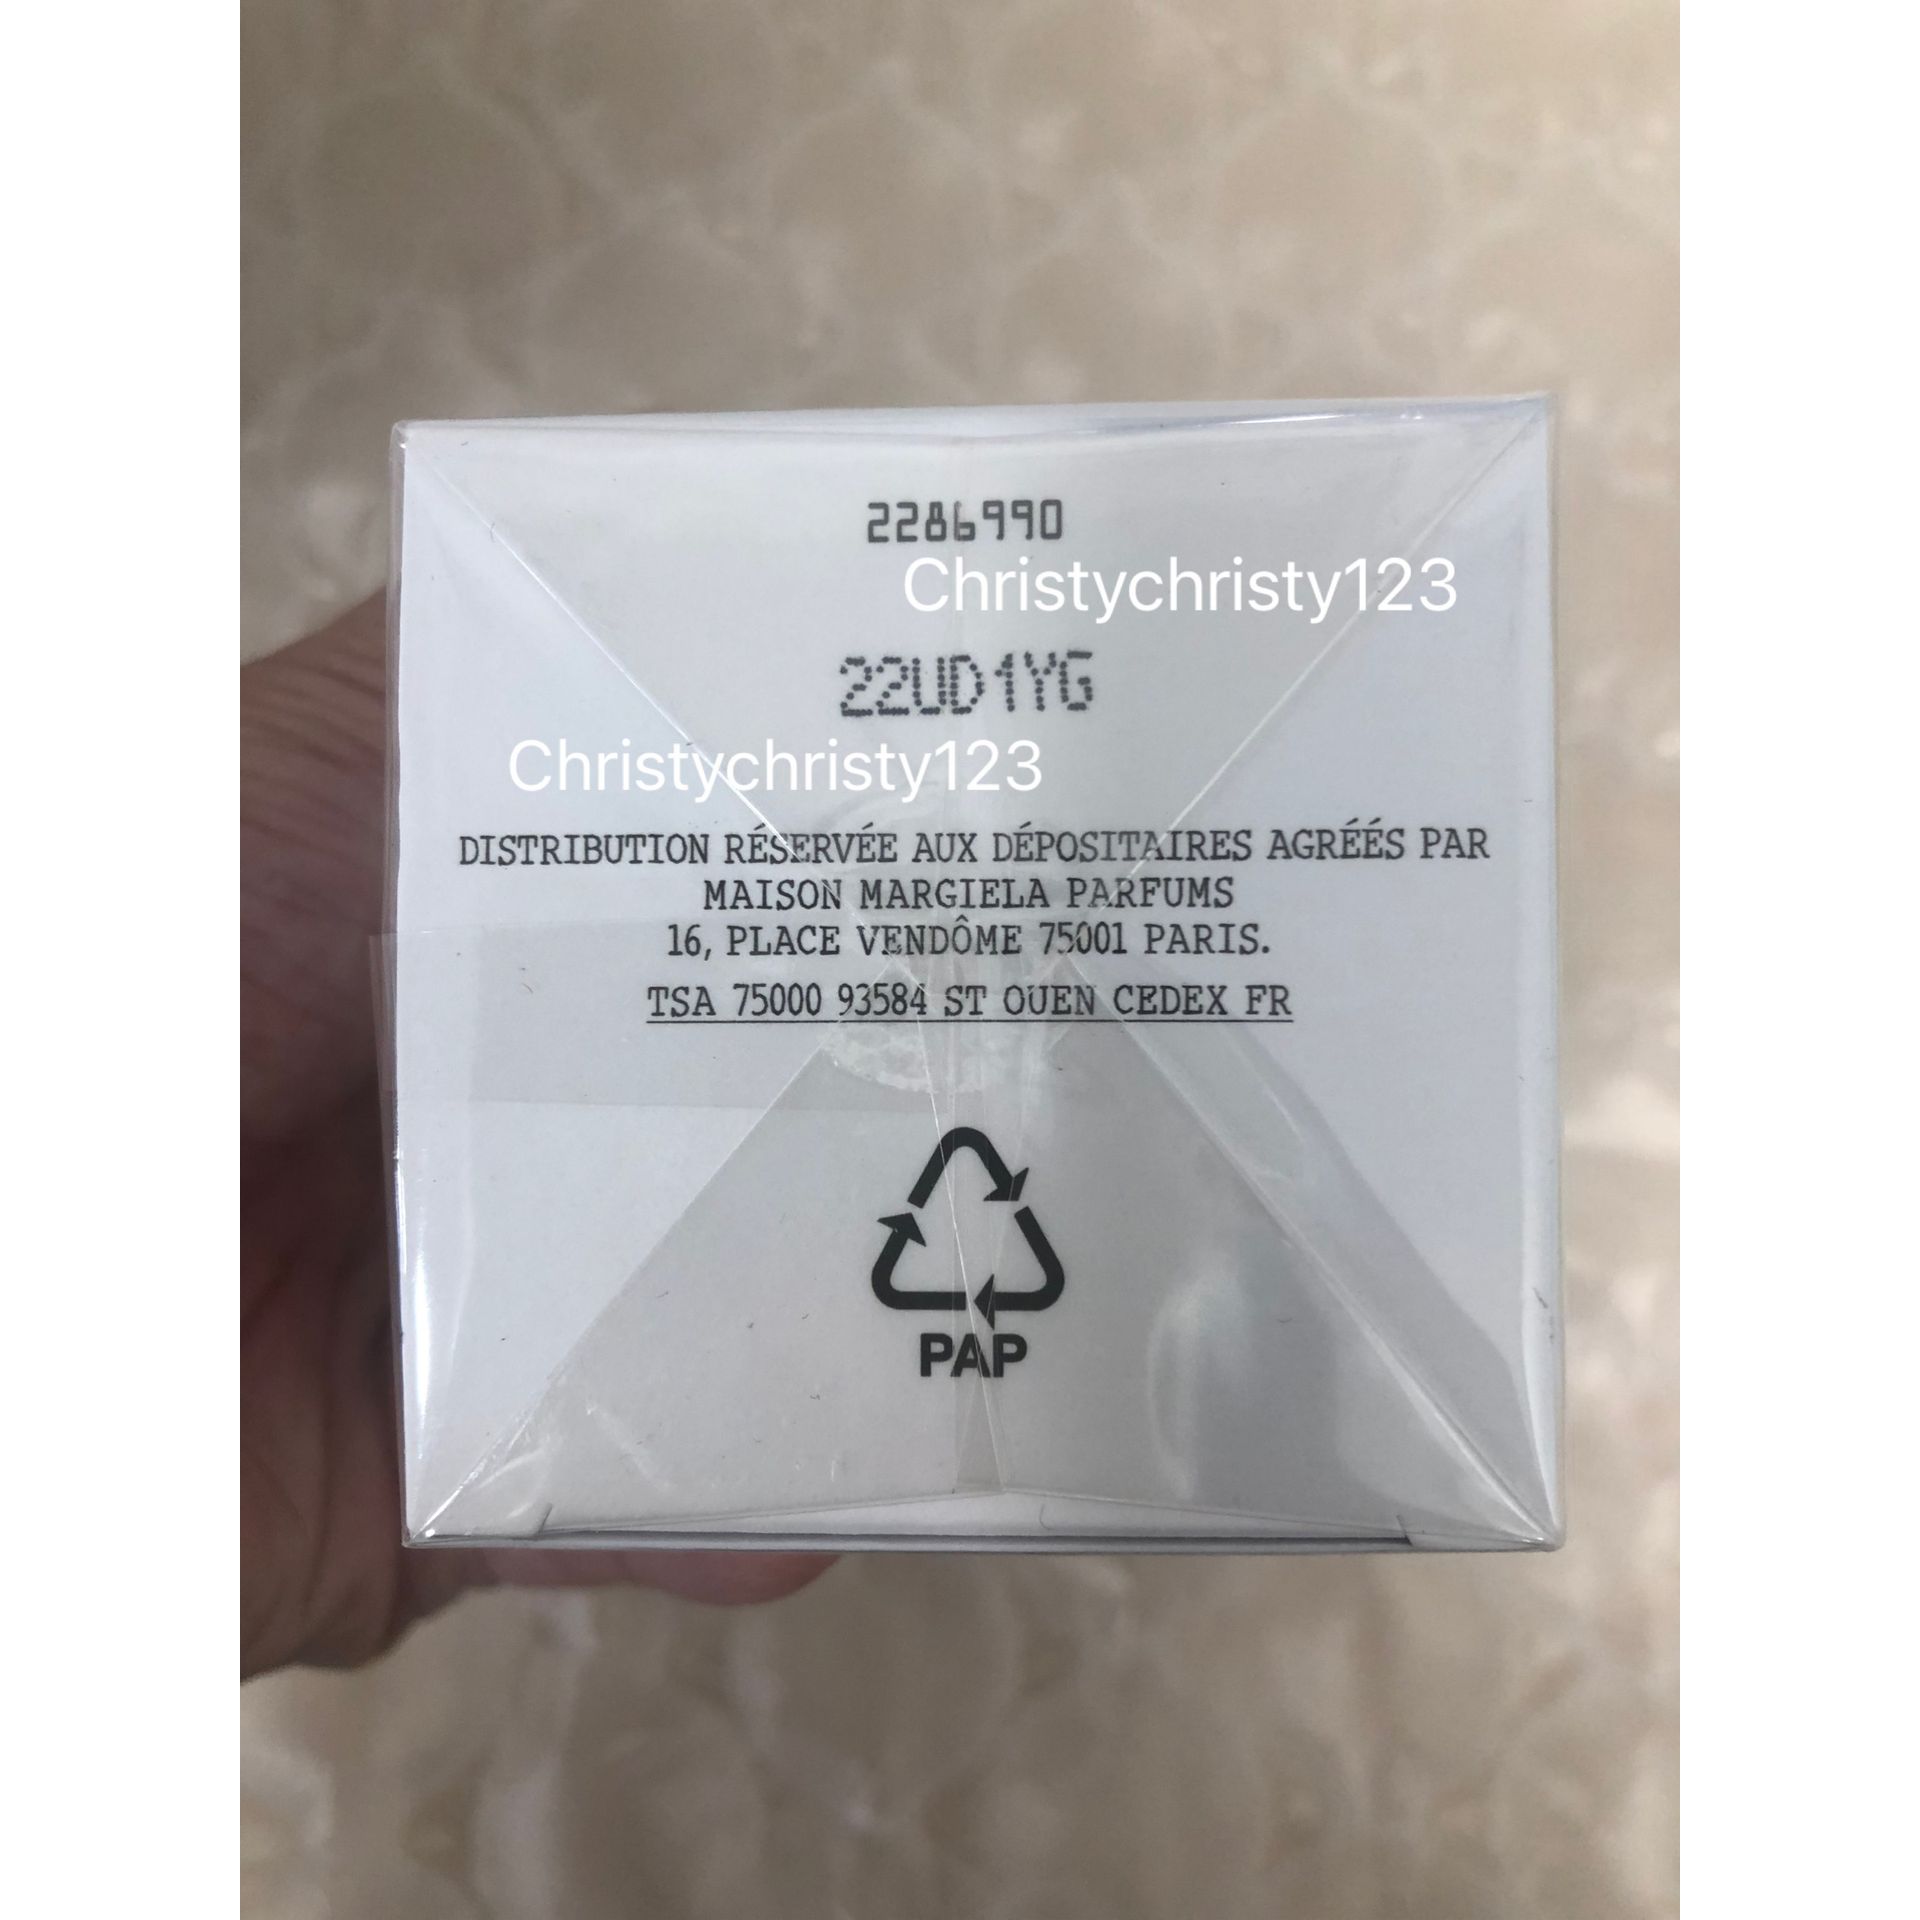 2286990
Christychristy123
22UD1YG
Christychristy123
DISTRIBUTION RÉSERVÉE AUX DÉPOSITAIRES AGRÉÉS PAR
MAISON MARGIELA PARFUMS
16, PLACE VENDÔME 75001 PARIS.
TSA 75000 93584 ST OUEN CEDEX FR
PAP